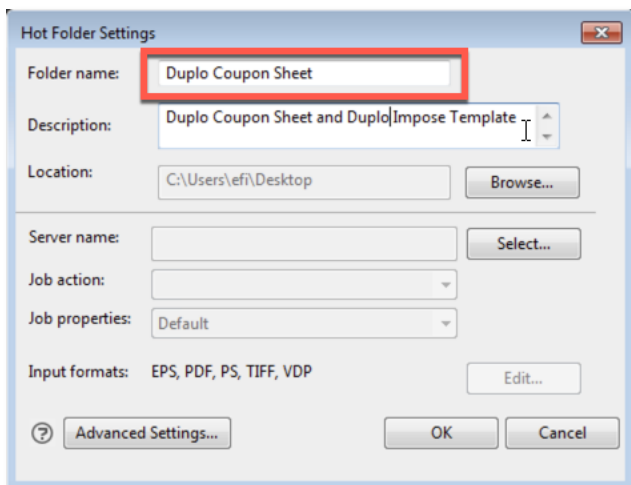 Hot Folder Settings
Folder name: Duplo Coupon Sheet
Description: Duplo Coupon Sheet and Duplo Impose Template
Location: C:\Users\efi\Desktop Browse...
Server name: Select...
Job action:
Job properties: Default
Input formats: EPS, PDF, PS, TIFF, VDP Edit...
? Advanced Settings... OK Cancel